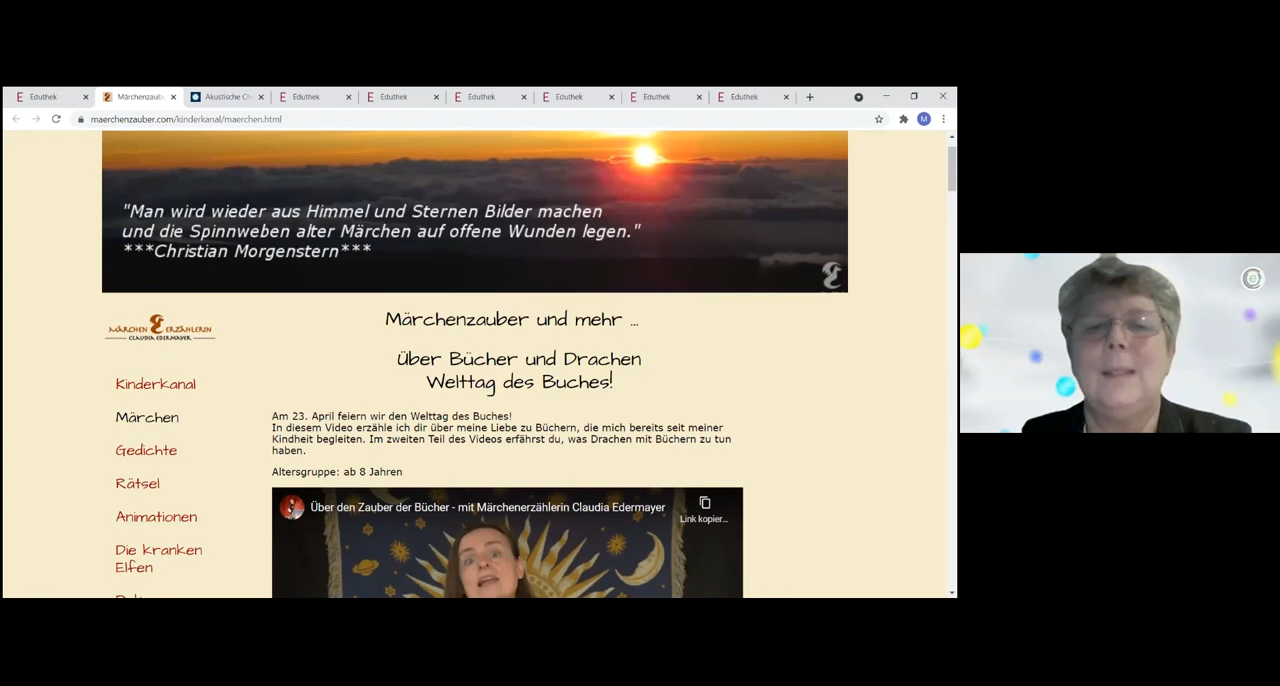 Eduthek
Märchenzaub
Akustische Ch
Eduthek
Eduthek
Eduthek
Eduthek
Eduthek
Eduthek
maerchenzauber.com/kinderkanal/maerchen.html
M
"Man wird wieder aus Himmel und Sternen Bilder machen
und die Spinnweben alter Märchen auf offene Wunden legen."
***Christian Morgenstern***
MÄRCHEN ERZÄHLERIN
CLAUDIA EDERMAYER
Kinderkanal
Märchen
Gedichte
Rätsel
Animationen
Die kranken
Elfen
Märchenzauber und mehr ...
Über Bücher und Drachen
Welttag des Buches!
Am 23. April feiern wir den Welttag des Buches!
In diesem Video erzähle ich dir über meine Liebe zu Büchern, die mich bereits seit meiner
Kindheit begleiten. Im zweiten Teil des Videos erfährst du, was Drachen mit Büchern zu tun
haben.
Altersgruppe: ab 8 Jahren
Über den Zauber der Bücher - mit Märchenerzählerin Claudia Edermayer
Link kopier...